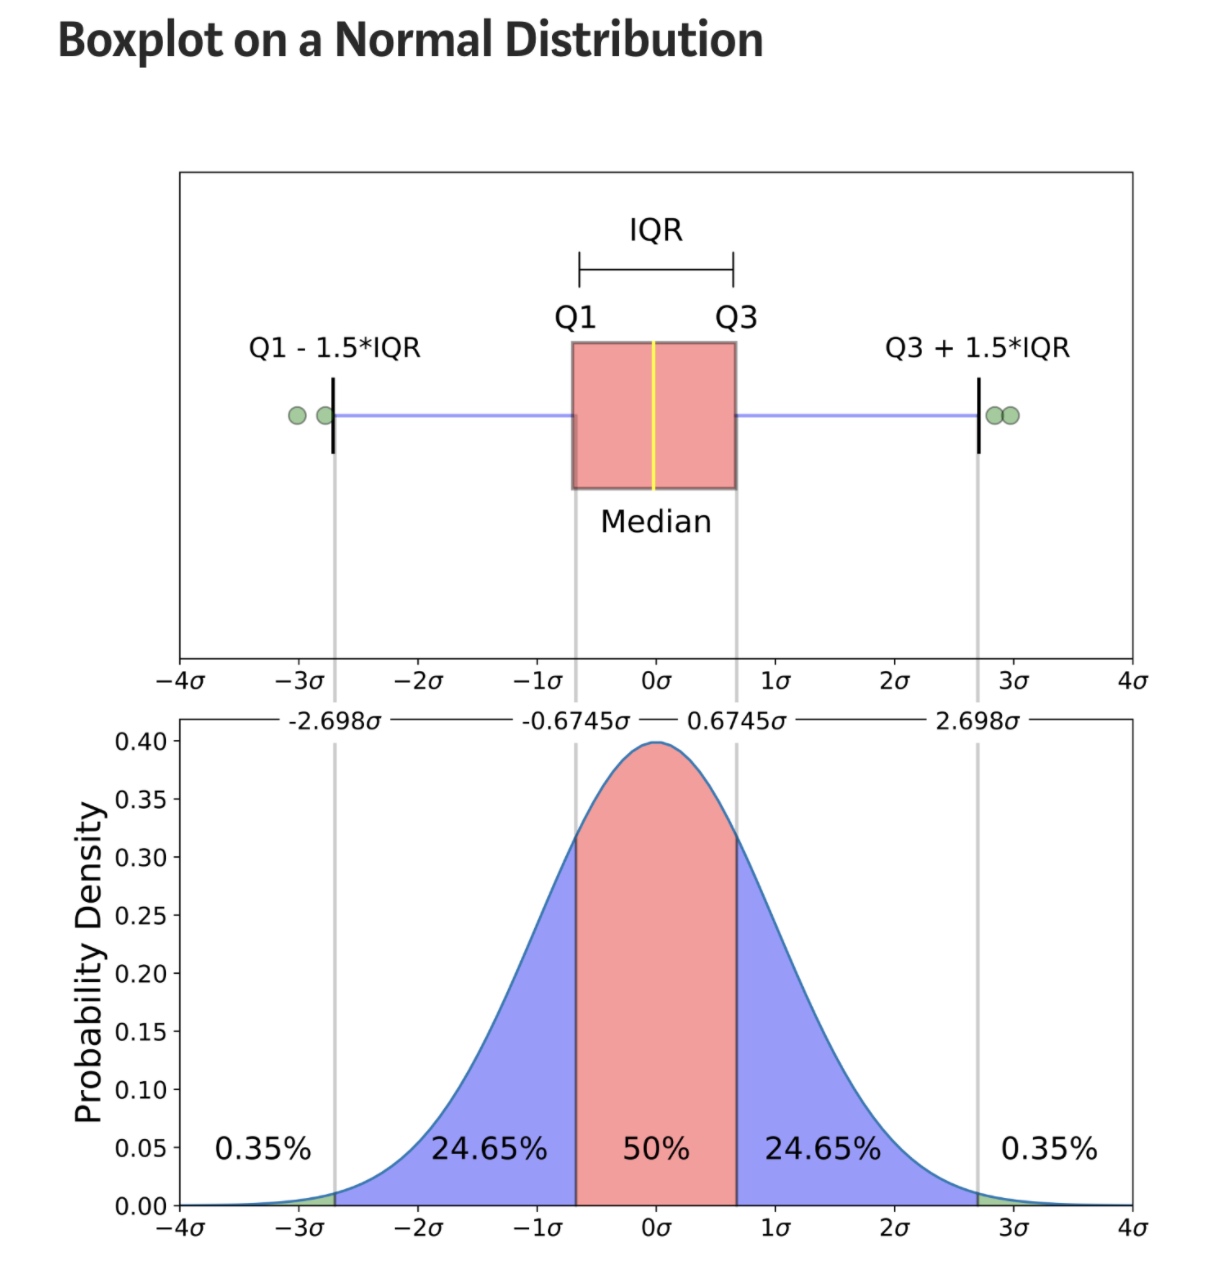 Boxplot on a Normal Distribution
IQR
Q1 Q3
Q1 - 1.5*IQR Q3 + 1.5*IQR
Median
−4σ −3σ −2σ −1σ 0σ 1σ 2σ 3σ 4σ
-2.698σ -0.6745σ 0.6745σ 2.698σ
0.40
0.35
0.30
0.25
0.20
0.15
0.10
0.05
0.00
Probability Density
0.35% 24.65% 50% 24.65% 0.35%
−4σ −3σ −2σ −1σ 0σ 1σ 2σ 3σ 4σ